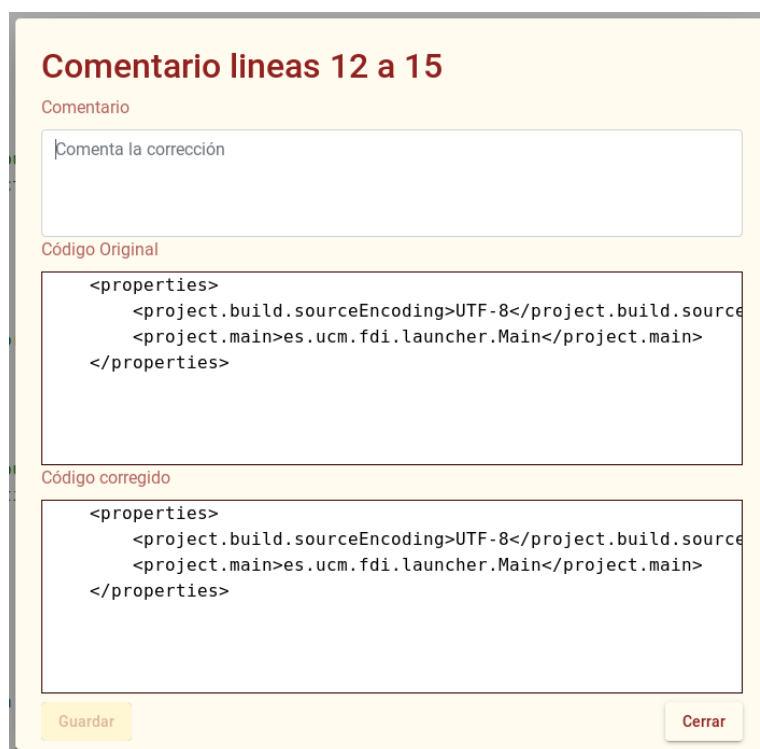 Comentario lineas 12 a 15
Comentario
Comenta la corrección
Código Original
<properties>
<project.build.sourceEncoding>UTF-8</project.build.source
<project.main>es.ucm.fdi.launcher.Main</project.main>
</properties>
Código corregido
<properties>
<project.build.sourceEncoding>UTF-8</project.build.source
<project.main>es.ucm.fdi.launcher.Main</project.main>
</properties>
Guardar
Cerrar